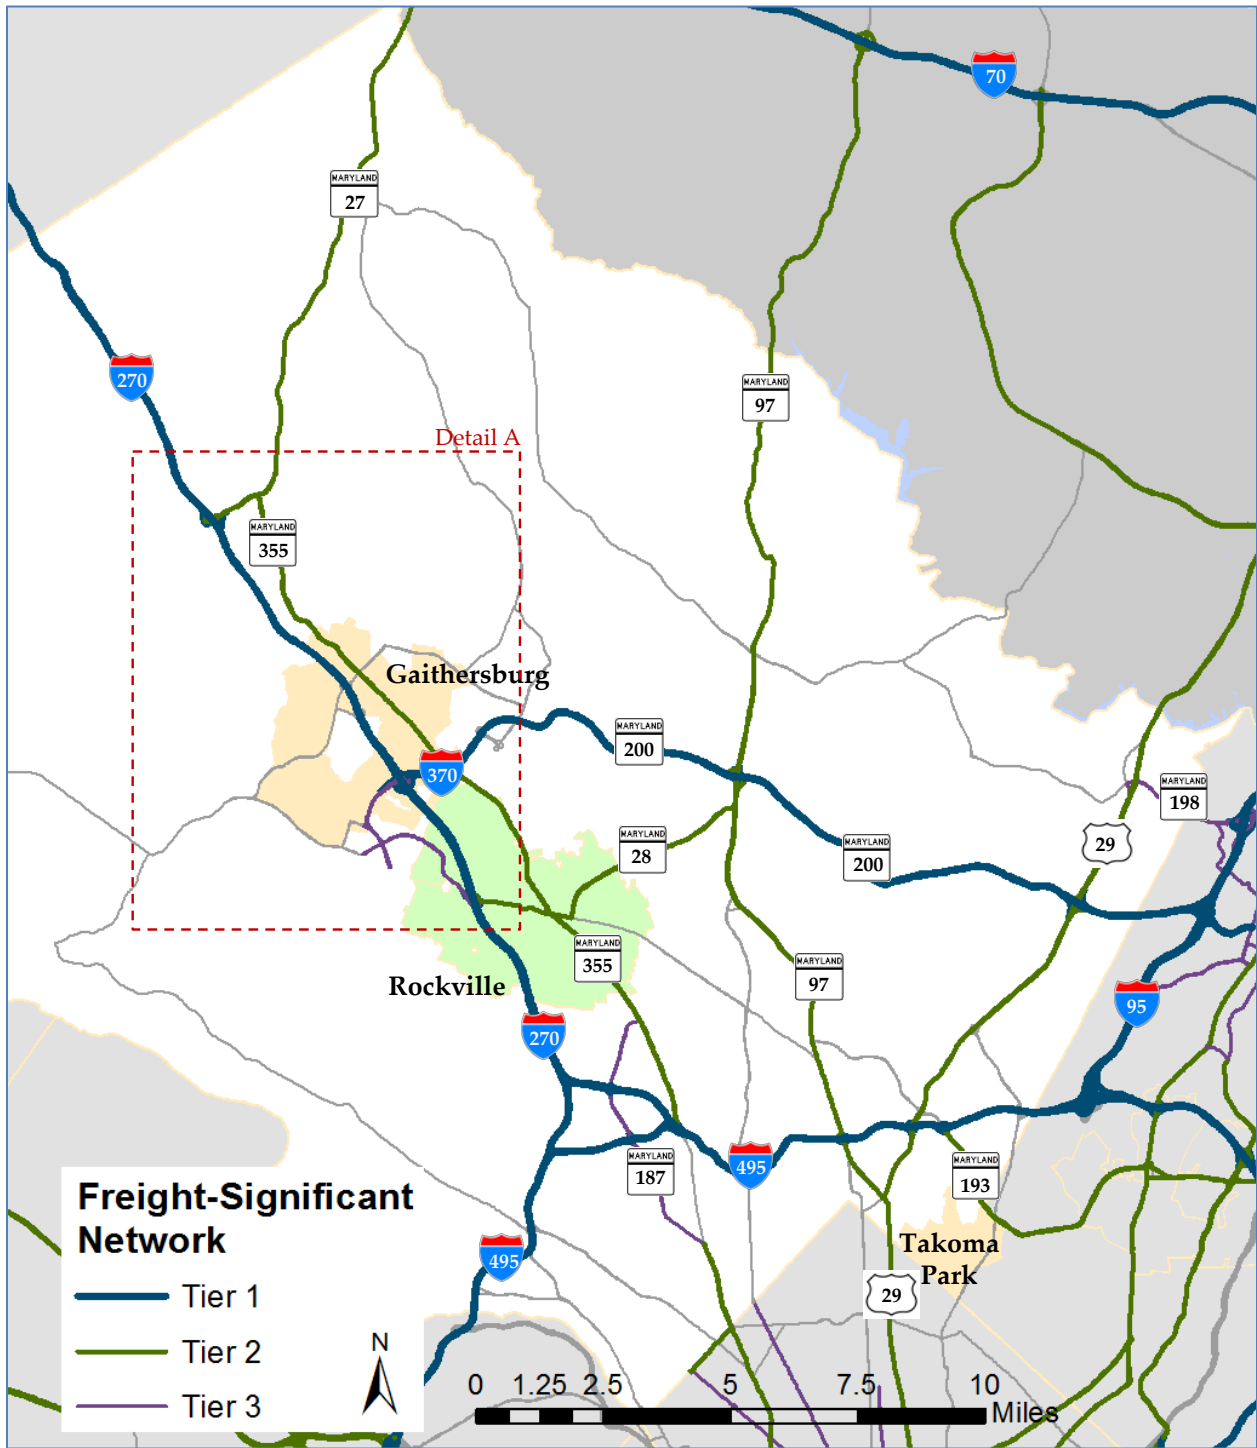 70
MARYLAND
27
270
MARYLAND
97
Detail A
MARYLAND
355
Gaithersburg
MARYLAND
200
370
MARYLAND
198
MARYLAND
28
29
MARYLAND
200
MARYLAND
355
MARYLAND
97
Rockville
95
270
MARYLAND
187
495
MARYLAND
193
Freight-Significant
Network
Takoma
Park
495
29
Tier 1
Tier 2
Tier 3
N
0 1.25 2.5 5 7.5 10
Miles